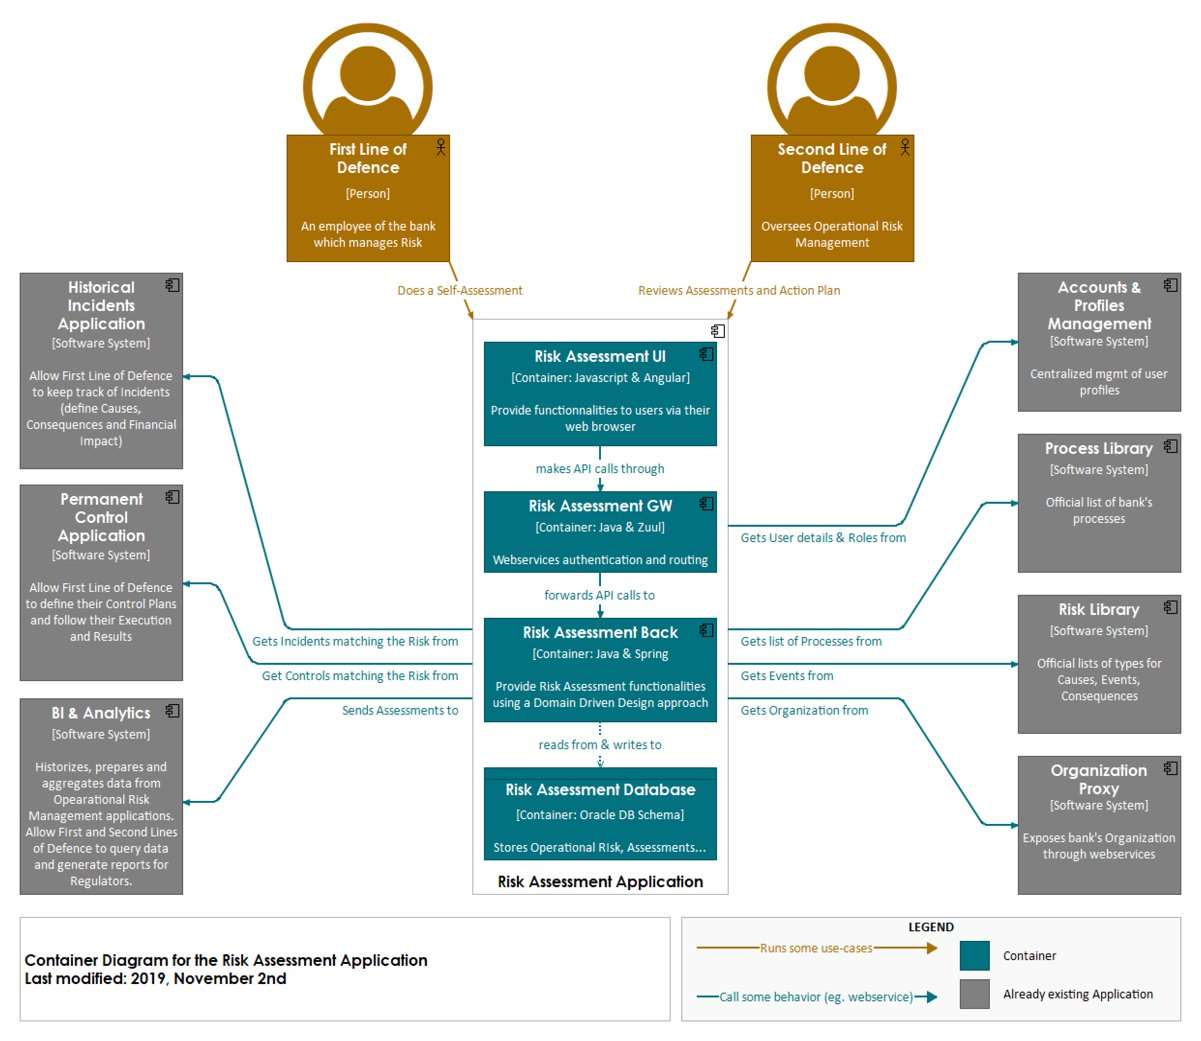 First Line of
Defence
[Person]
An employee of the bank
which manages Risk
Second Line of
Defence
[Person]
Oversees Operational Risk
Management
Does a Self-Assessment
Reviews Assessments and Action Plan
Historical
Incidents
Application
[Software System]
Allow First Line of Defence
to keep track of Incidents
(define Causes,
Consequences and Financial
Impact)
Permanent
Control
Application
[Software System]
Allow First Line of Defence
to define their Control Plans
and follow their Execution
and Results
BI & Analytics
[Software System]
Historizes, prepares and
aggregates data from
Opearational Risk
Management applications.
Allow First and Second Lines
of Defence to query data
and generate reports for
Regulators.
Gets Incidents matching the Risk from
Get Controls matching the Risk from
Sends Assessments to
Risk Assessment UI
[Container: Javascript & Angular]
Provide functionnalities to users via their
web browser
makes API calls through
Risk Assessment GW
[Container: Java & Zuul]
Webservices authentication and routing
forwards API calls to
Risk Assessment Back
[Container: Java & Spring
Provide Risk Assessment functionalities
using a Domain Driven Design approach
reads from & writes to
Risk Assessment Database
[Container: Oracle DB Schema]
Stores Operational RIsk, Assessments...
Risk Assessment Application
Gets User details & Roles from
Gets list of Processes from
Gets Events from
Gets Organization from
Accounts &
Profiles
Management
[Software System]
Centralized mgmt of user
profiles
Process Library
[Software System]
Official list of bank's
processes
Risk Library
[Software System]
Official lists of types for
Causes, Events,
Consequences
Organization
Proxy
[Software System]
Exposes bank's Organization
through webservices
Container Diagram for the Risk Assessment Application
Last modified: 2019, November 2nd
LEGEND
Runs some use-cases
Container
Call some behavior (eg. webservice)
Already existing Application